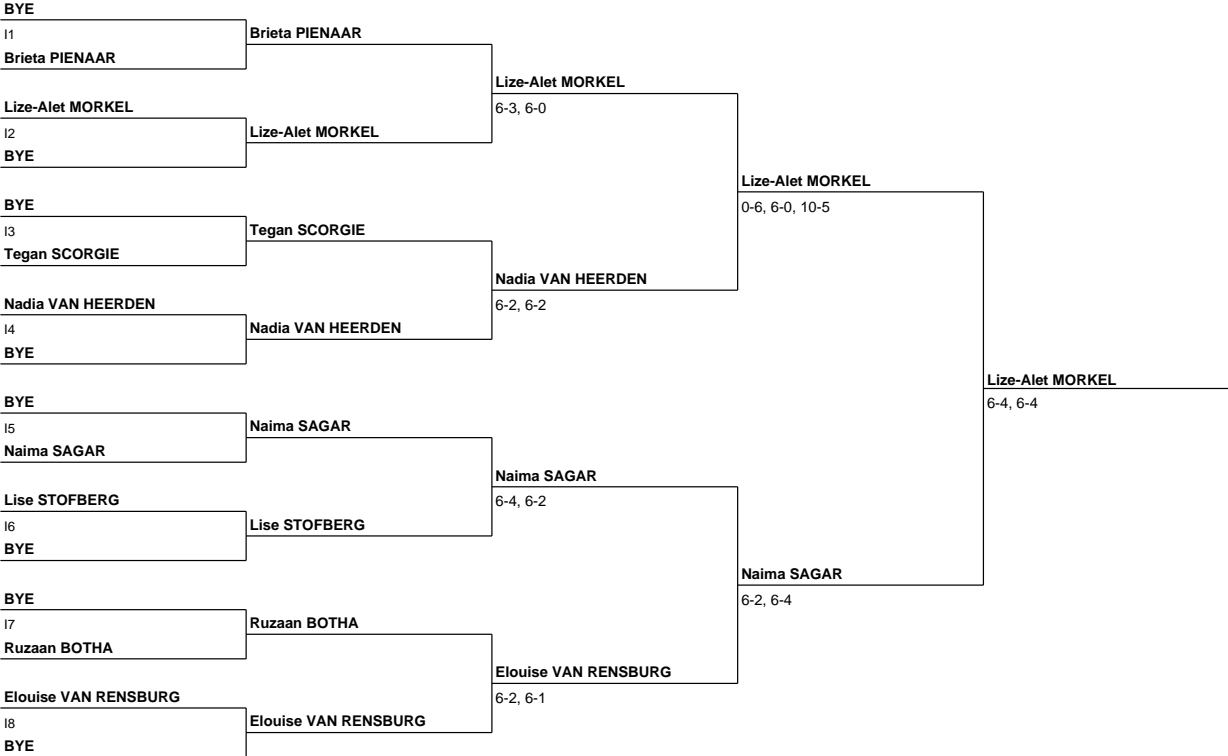 BYE
I1
Brieta PIENAAR
Brieta PIENAAR
Lize-Alet MORKEL
6-3, 6-0
Lize-Alet MORKEL
I2
BYE
Lize-Alet MORKEL
Lize-Alet MORKEL
0-6, 6-0, 10-5
BYE
I3
Tegan SCORGIE
Tegan SCORGIE
Nadia VAN HEERDEN
6-2, 6-2
Nadia VAN HEERDEN
I4
BYE
Nadia VAN HEERDEN
Lize-Alet MORKEL
6-4, 6-4
BYE
I5
Naima SAGAR
Naima SAGAR
Naima SAGAR
6-4, 6-2
Lise STOFBERG
I6
BYE
Lise STOFBERG
Naima SAGAR
6-2, 6-4
BYE
I7
Ruzaan BOTHA
Ruzaan BOTHA
Elouise VAN RENSBURG
6-2, 6-1
Elouise VAN RENSBURG
I8
BYE
Elouise VAN RENSBURG